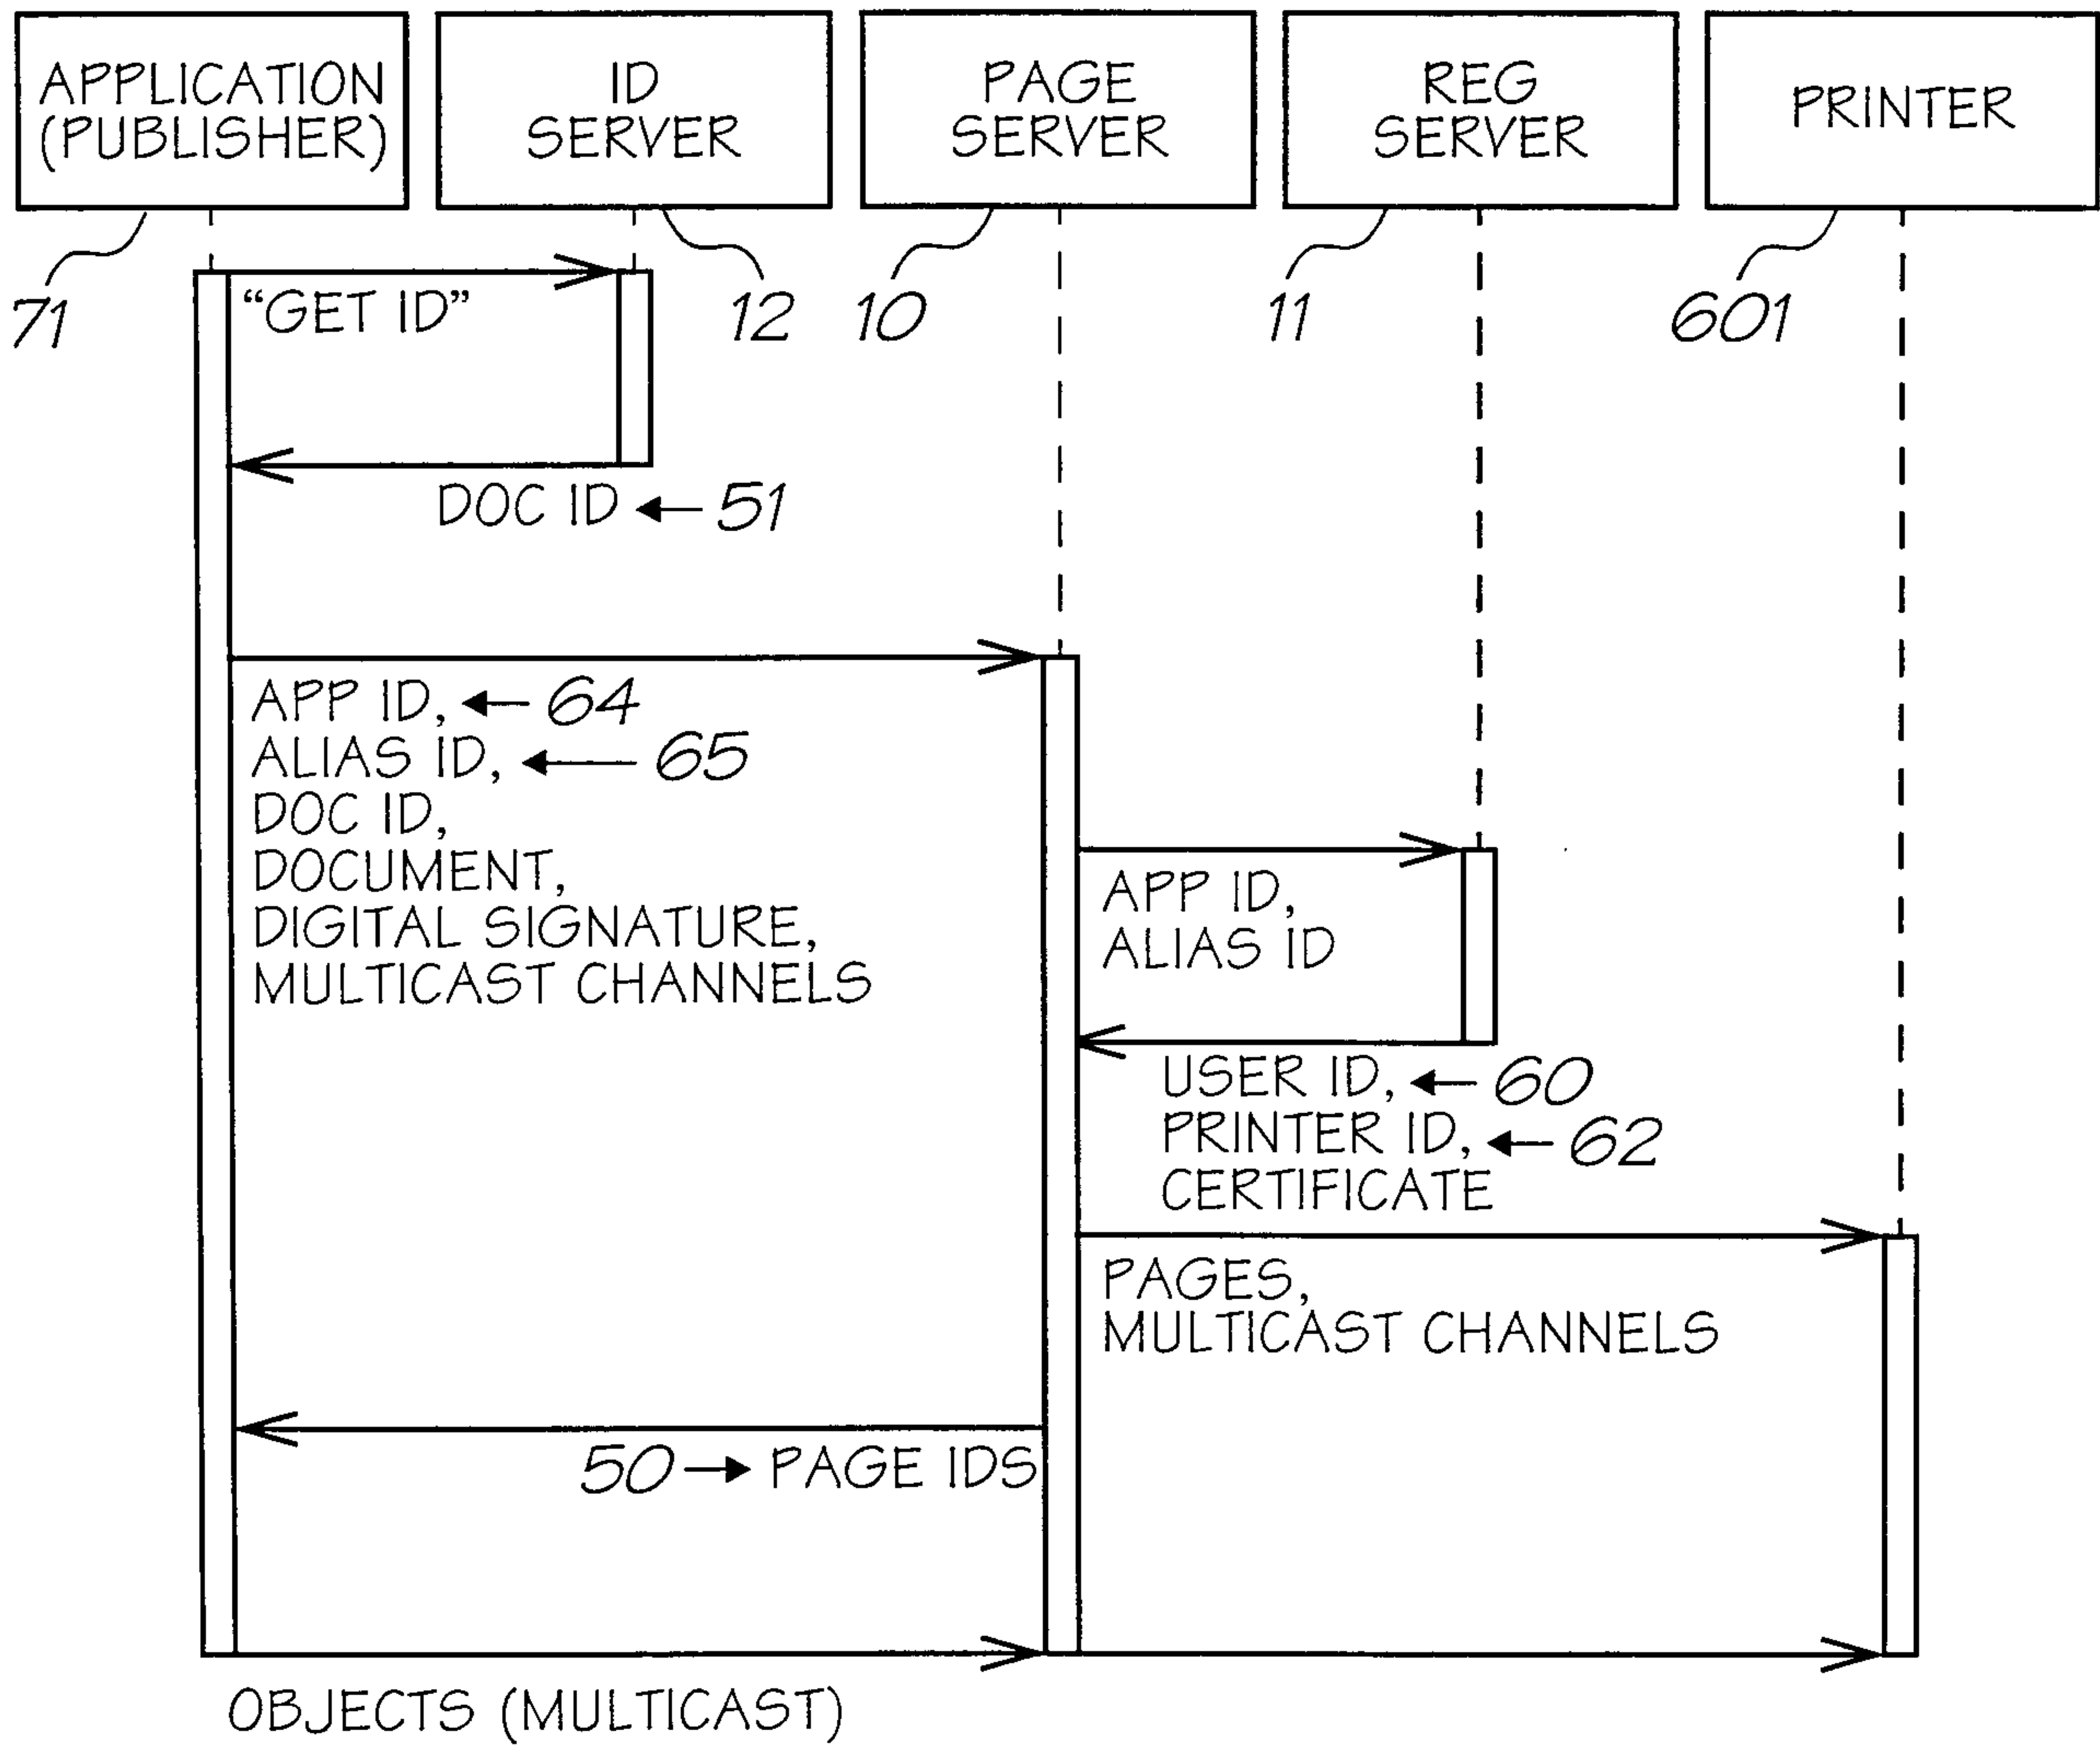 APPLICATION
(PUBLISHER)
ID
SERVER
PAGE
SERVER
REG
SERVER
PRINTER
71
12
10
11
601
“GET ID”
DOC ID
51
APP ID,
64
ALIAS ID,
65
DOC ID,
DOCUMENT,
DIGITAL SIGNATURE,
MULTICAST CHANNELS
APP ID,
ALIAS ID
USER ID,
60
PRINTER ID,
62
CERTIFICATE
PAGES,
MULTICAST CHANNELS
50
PAGE IDS
OBJECTS (MULTICAST)